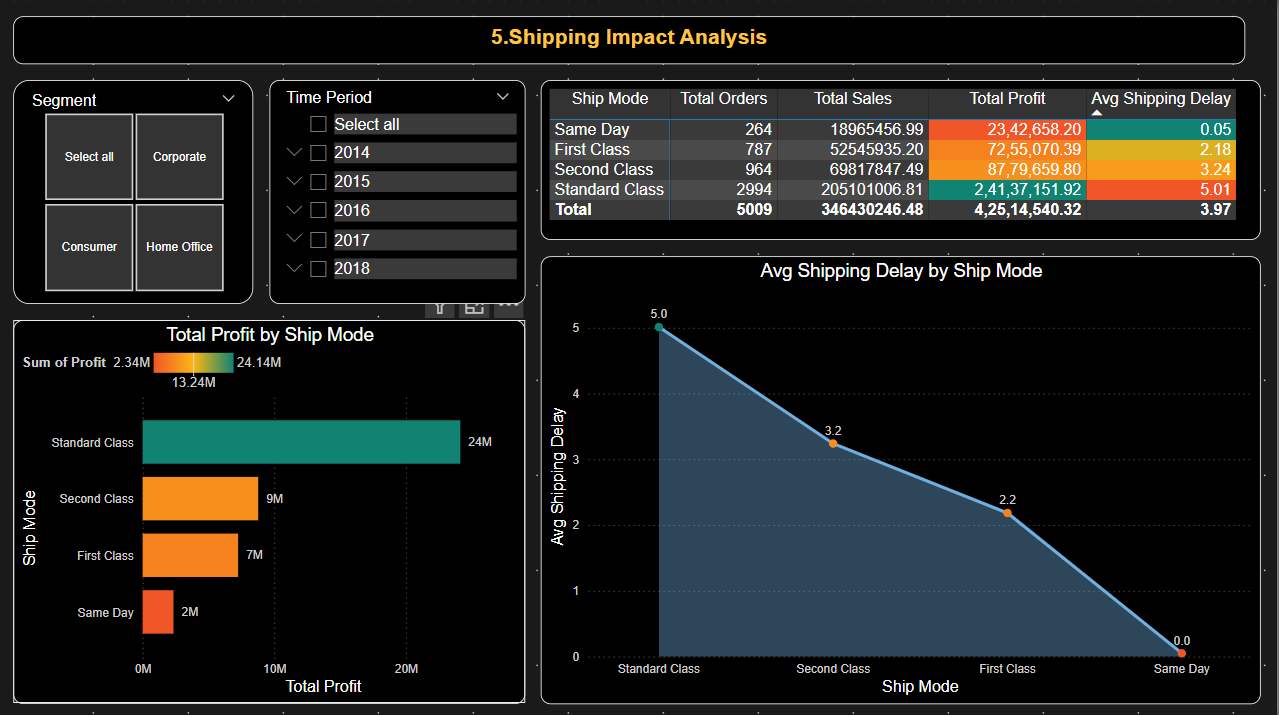 5.Shipping Impact Analysis
Segment
Select all
Corporate
Consumer
Home Office
Time Period
Select all
2014
2015
2016
2017
2018
Ship Mode Total Orders Total Sales Total Profit Avg Shipping Delay
Same Day 264 18965456.99 23,42,658.20 0.05
First Class 787 52545935.20 72,55,070.39 2.18
Second Class 964 69817847.49 87,79,659.80 3.24
Standard Class 2994 205101006.81 2,41,37,151.92 5.01
Total 5009 346430246.48 4,25,14,540.32 3.97
Total Profit by Ship Mode
Sum of Profit 2.34M 24.14M
13.24M
Ship Mode
Standard Class 24M
Second Class 9M
First Class 7M
Same Day 2M
0M 10M 20M
Total Profit
Avg Shipping Delay by Ship Mode
Avg Shipping Delay
5.0
5
4
3.2
3
2.2
2
1
0.0
0
Standard Class Second Class First Class Same Day
Ship Mode